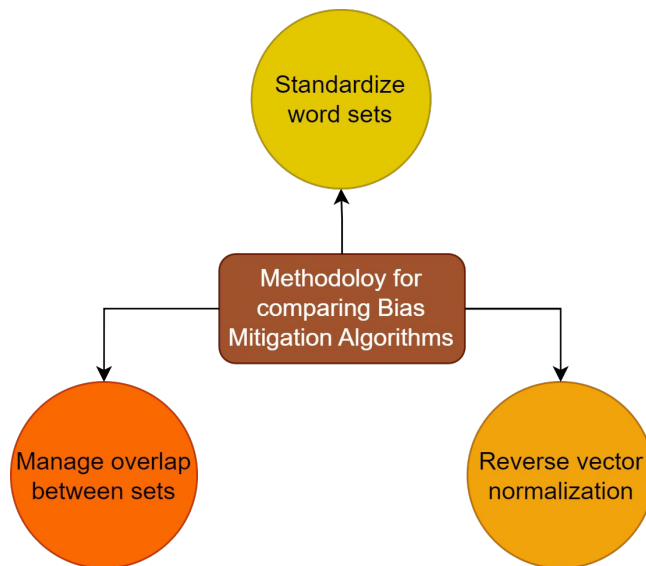 Standardize
word sets
Methodoloy for
comparing Bias
Mitigation Algorithms
Manage overlap
between sets
Reverse vector
normalization